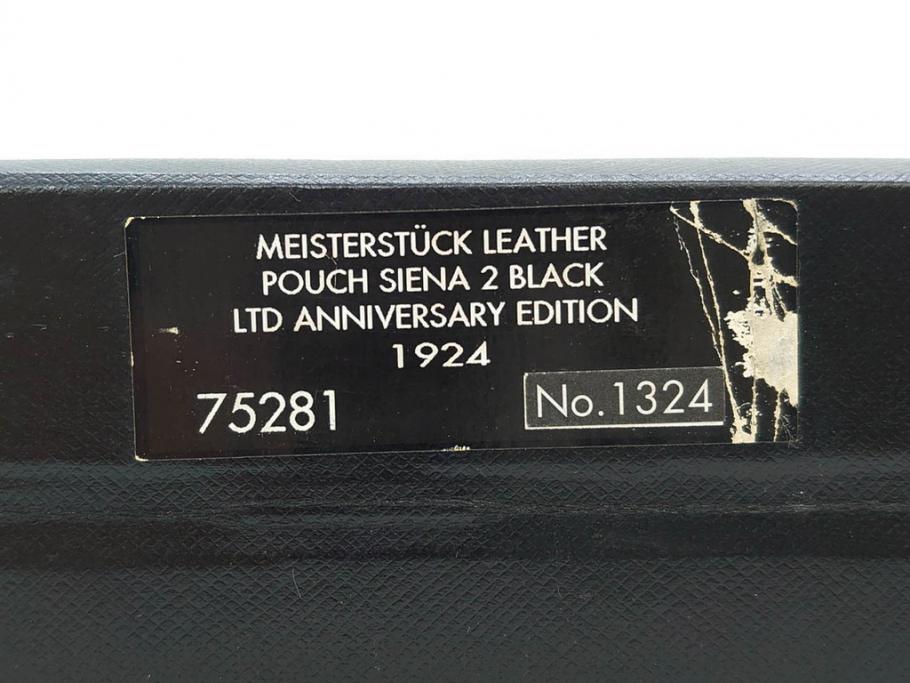 MEISTERSTÜCK LEATHER
POUCH SIENA 2 BLACK
LTD ANNIVERSARY EDITION
1924
75281 No.1324